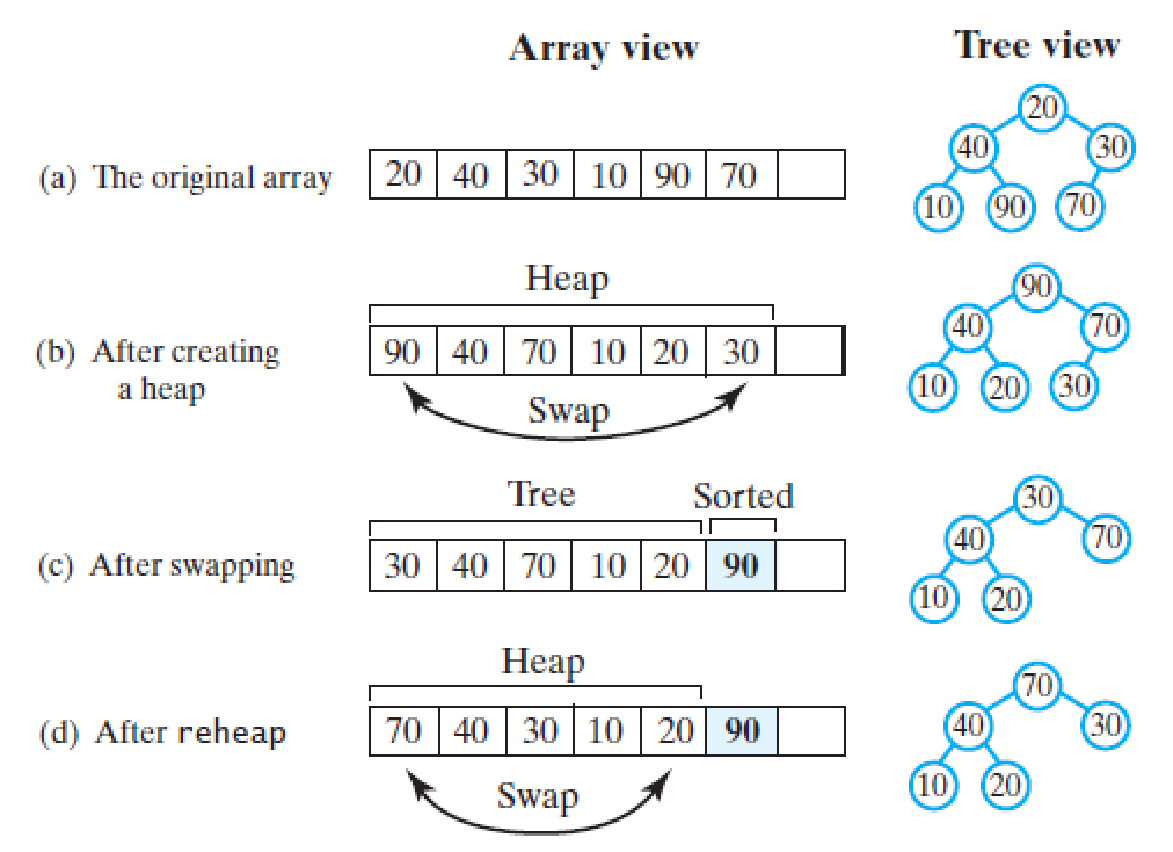 Array view
Tree view
(a) The original array
20 40 30 10 90 70
20
40 30
10 90 70
Heap
(b) After creating
a heap
90 40 70 10 20 30
Swap
90
40 70
10 20 30
Tree Sorted
(c) After swapping
30 40 70 10 20 90
30
40 70
10 20
Heap
(d) After reheap
70 40 30 10 20 90
Swap
70
40 30
10 20